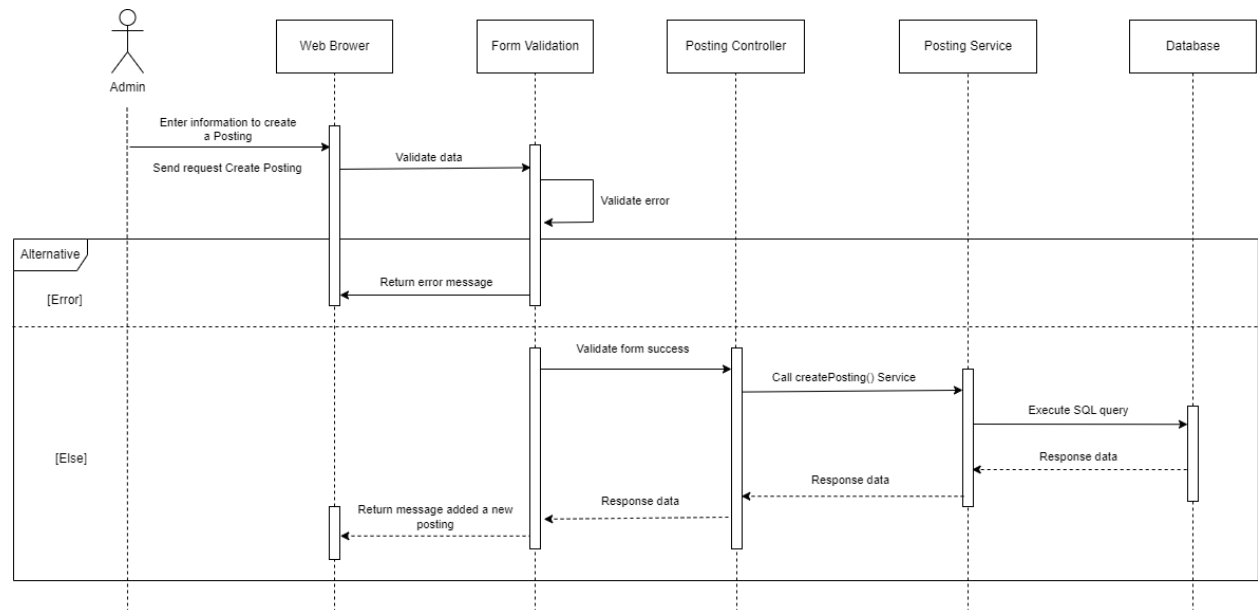 Web Brower
Form Validation
Posting Controller
Posting Service
Database
Admin
Enter information to create
a Posting
Send request Create Posting
Validate data
Validate error
Alternative
Return error message
[Error]
Validate form success
Call createPosting() Service
Execute SQL query
[Else]
Response data
Response data
Response data
Return message added a new
posting